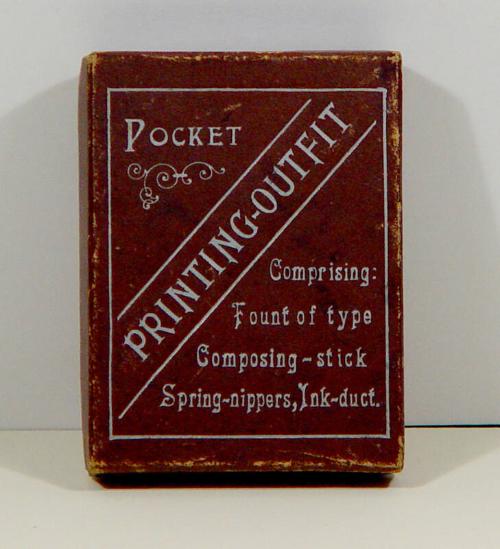 POCKET
PRINTING-OUTFIT
Comprising:
Fount of type
Composing-stick
Spring-nippers, Ink-duct.